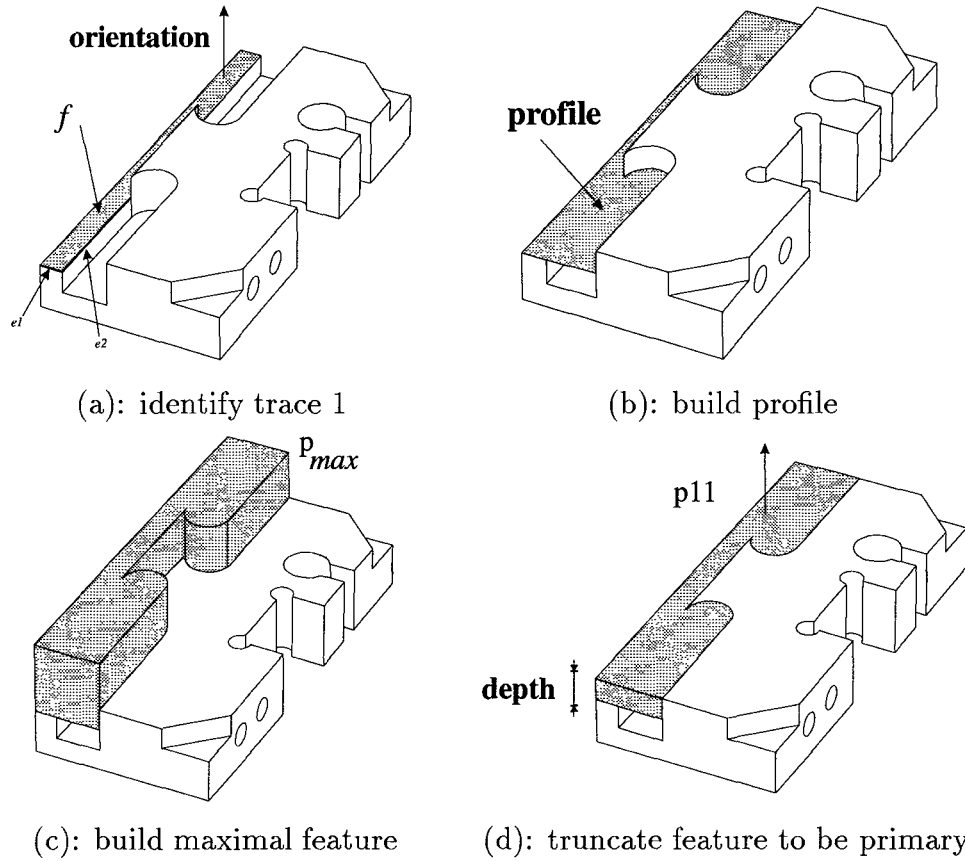 orientation
f
e1
e2
(a): identify trace 1
profile
(b): build profile
p max
(c): build maximal feature
p11
depth
(d): truncate feature to be primary